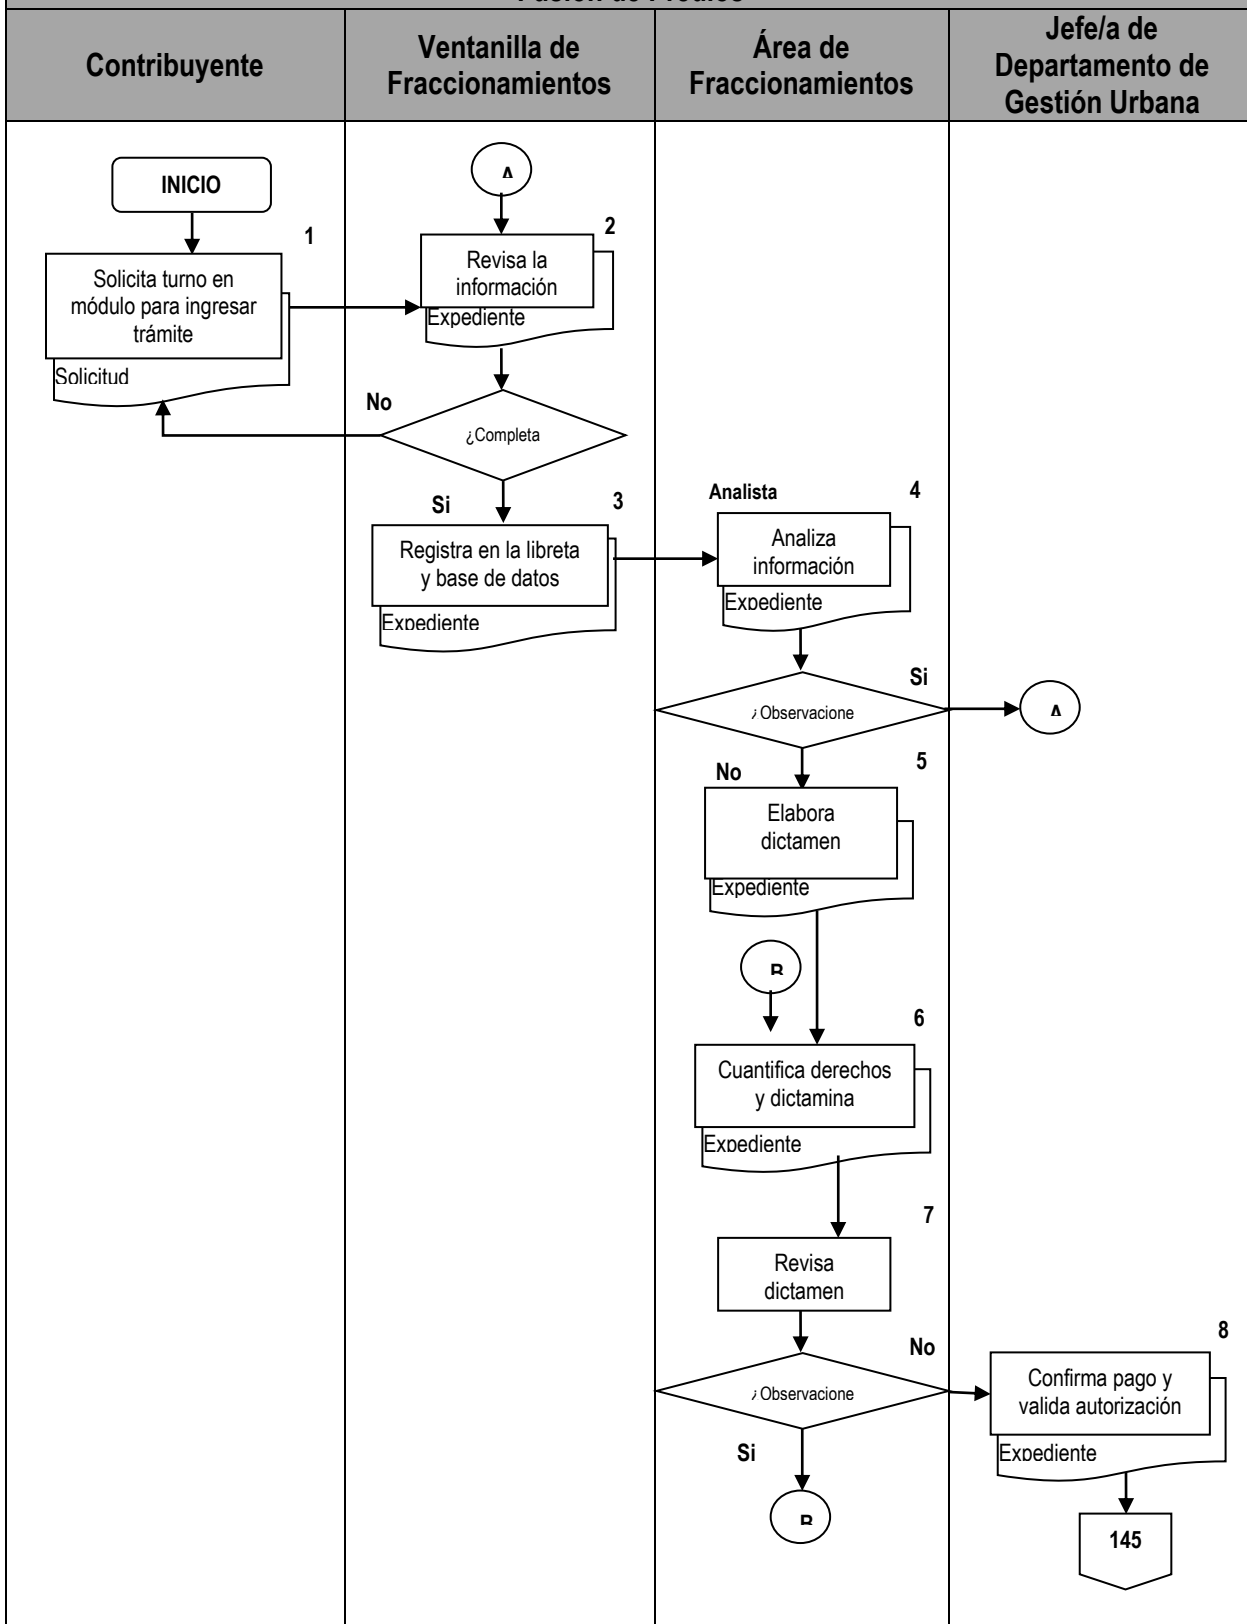 Contribuyente
Ventanilla de
Fraccionamientos
Área de
Fraccionamientos
Jefe/a de
Departamento de
Gestión Urbana
INICIO
1
Solicita turno en
módulo para ingresar
trámite
Solicitud
A
2
Revisa la
información
Expediente
No
¿Completa
Si
3
Registra en la libreta
y base de datos
Expediente
Analista
4
Analiza
información
Expediente
Si
¿Observacione
A
No
5
Elabora
dictamen
Expediente
B
6
Cuantifica derechos
y dictamina
Expediente
7
Revisa
dictamen
No
¿Observacione
Si
B
8
Confirma pago y
valida autorización
Expediente
145